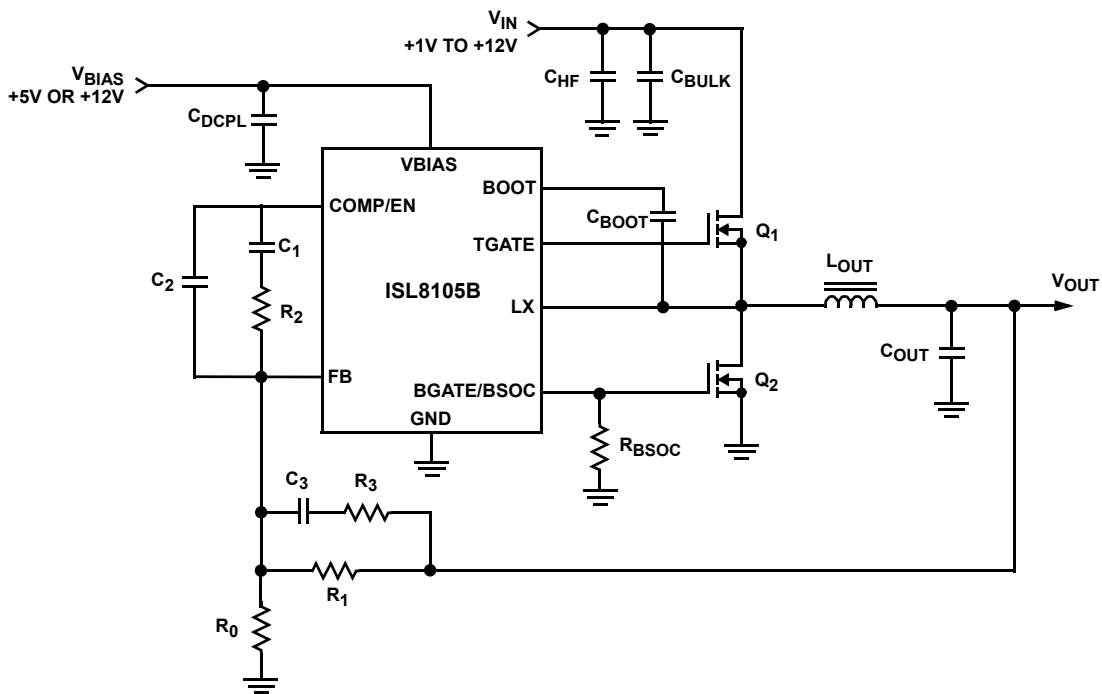 VIN
+1V TO +12V
VBIAS
+5V OR +12V
CHF
CBULK
CDCPL
VBIAS
BOOT
COMP/EN
CBOOT
Q1
TGATE
C1
C2
LOUT
VOUT
ISL8105B
R2
LX
COUT
FB
BGATE/BSOC
Q2
GND
RBSOC
C3
R3
R1
R0